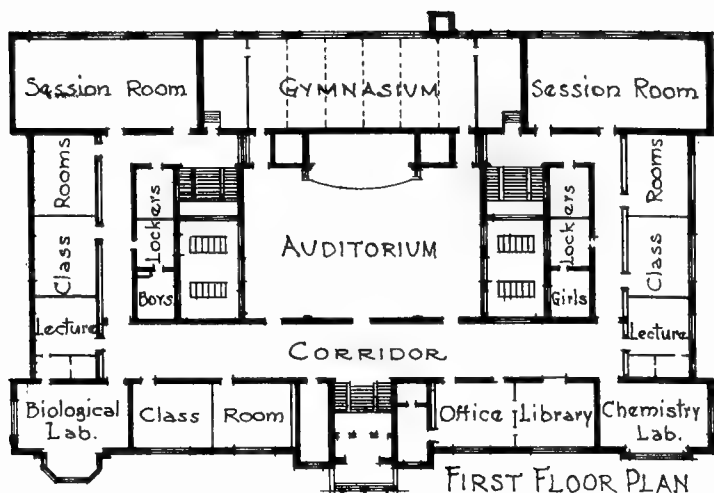 Session Room
GYMNASIUM
Session Room
Rooms
Class
Lockers
AUDITORIUM
Lockers
Rooms
Class
Boys
Girls
Lecture
Lecture
CORRIDOR
Biological
Lab.
Class
Room
Office
Library
Chemistry
Lab.
FIRST FLOOR PLAN